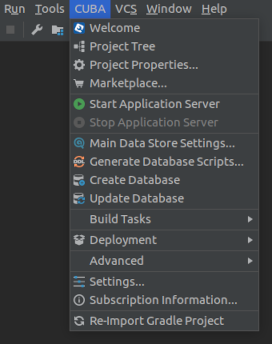 Run Tools CUBA VCS Window Help
Welcome
Project Tree
Project Properties...
Marketplace...
Start Application Server
Stop Application Server
Main Data Store Settings...
Generate Database Scripts...
Create Database
Update Database
Build Tasks
Deployment
Advanced
Settings...
Subscription Information...
Re-Import Gradle Project